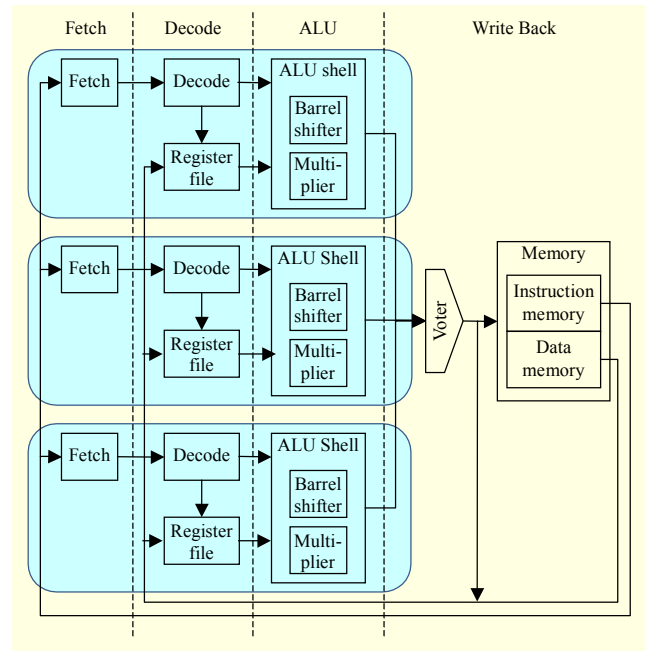 Fetch Decode ALU Write Back
Fetch
Decode
Register
file
ALU shell
Barrel
shifter
Multi-
plier
Fetch
Decode
Register
file
ALU Shell
Barrel
shifter
Multi-
plier
Fetch
Decode
Register
file
ALU Shell
Barrel
shifter
Multi-
plier
Voter
Memory
Instruction
memory
Data
memory